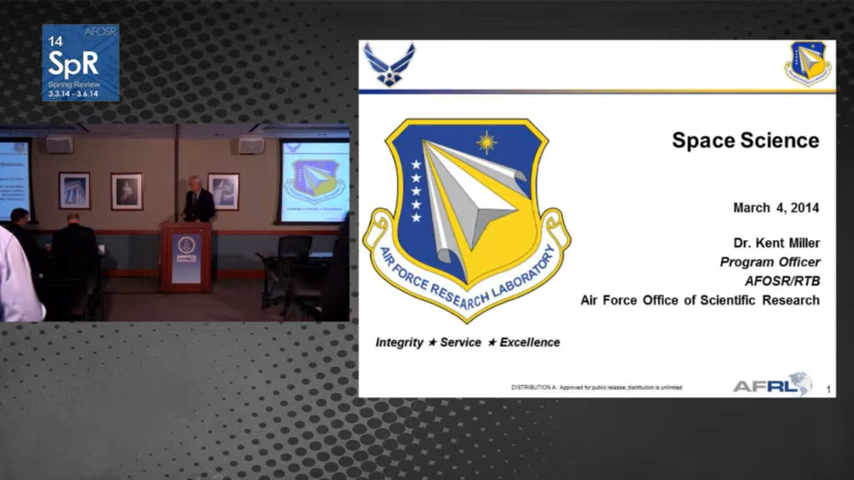 AFOSR
14
SpR
Spring Review
3.3.14 - 3.6.14
Space Science
March 4, 2014
Dr. Kent Miller
Program Officer
AFOSR/RTB
Air Force Office of Scientific Research
AIR FORCE RESEARCH LABORATORY
Integrity ★ Service ★ Excellence
DISTRIBUTION A: Approved for public release; distribution is unlimited.
AFRL
1